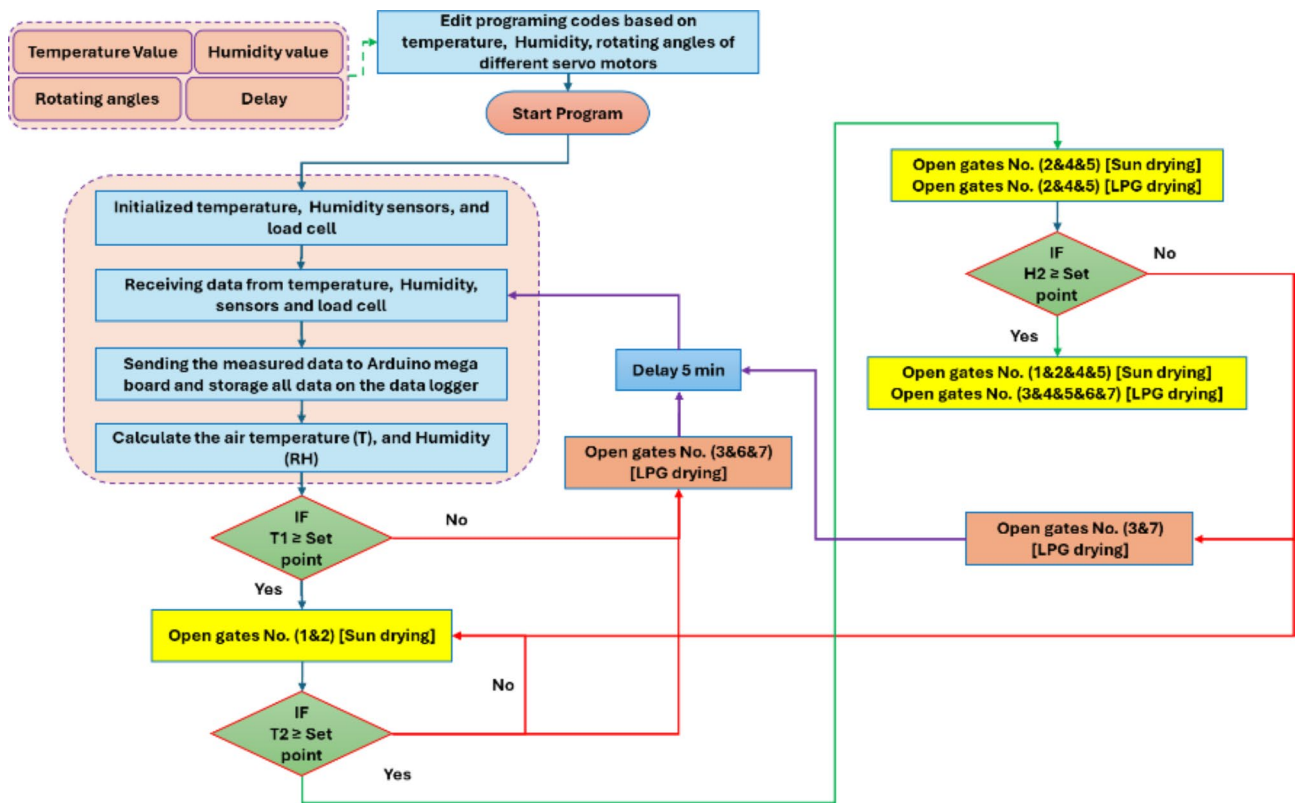 Temperature Value
Humidity value
Rotating angles
Delay
Edit programing codes based on
temperature, Humidity, rotating angles of
different servo motors
Start Program
Initialized temperature, Humidity sensors, and
load cell
Receiving data from temperature, Humidity,
sensors and load cell
Sending the measured data to Arduino mega
board and storage all data on the data logger
Calculate the air temperature (T), and Humidity
(RH)
IF
T1 ≥ Set
point
No
Yes
Open gates No. (1&2) [Sun drying]
IF
T2 ≥ Set
point
No
Yes
Delay 5 min
Open gates No. (3&6&7)
[LPG drying]
Open gates No. (2&4&5) [Sun drying]
Open gates No. (2&4&5) [LPG drying]
IF
H2 ≥ Set
point
No
Yes
Open gates No. (1&2&4&5) [Sun drying]
Open gates No. (3&4&5&6&7) [LPG drying]
Open gates No. (3&7)
[LPG drying]